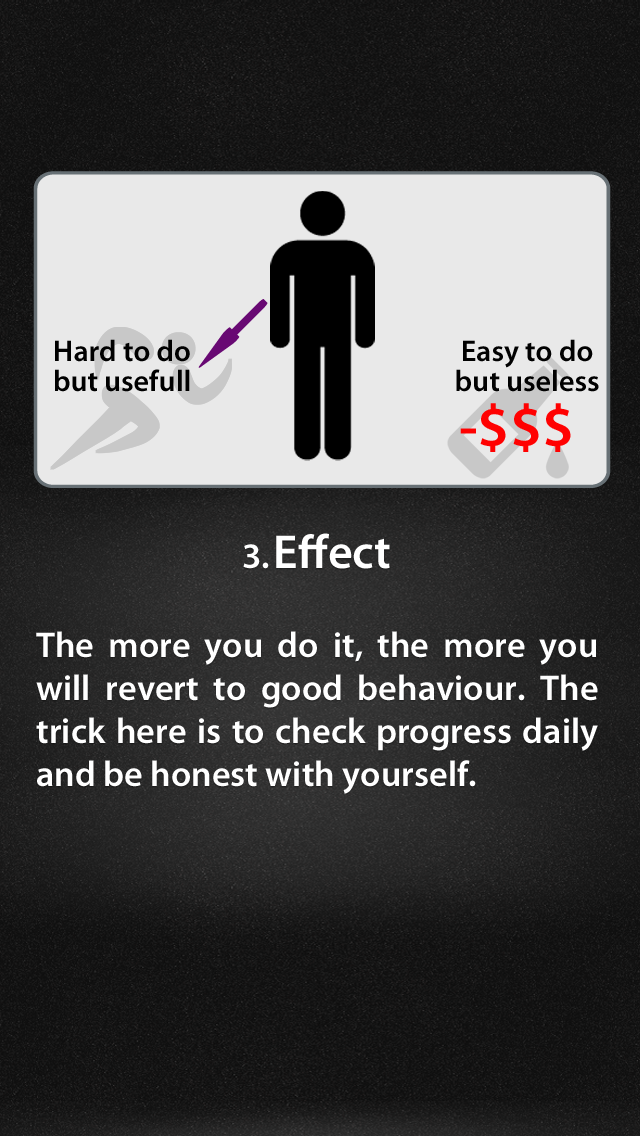 Hard to do
but usefull
Easy to do
but useless
-$$$
3. Effect
The more you do it, the more you
will revert to good behaviour. The
trick here is to check progress daily
and be honest with yourself.